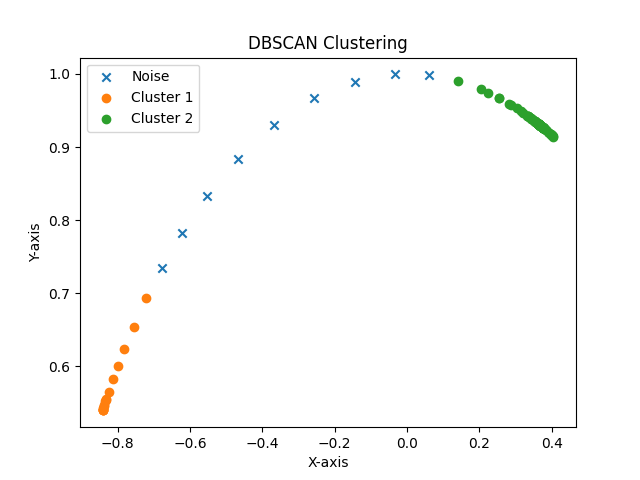 DBSCAN Clustering
Noise
Cluster 1
Cluster 2
1.0
0.9
0.8
0.7
0.6
Y-axis
−0.8 −0.6 −0.4 −0.2 0.0 0.2 0.4
X-axis